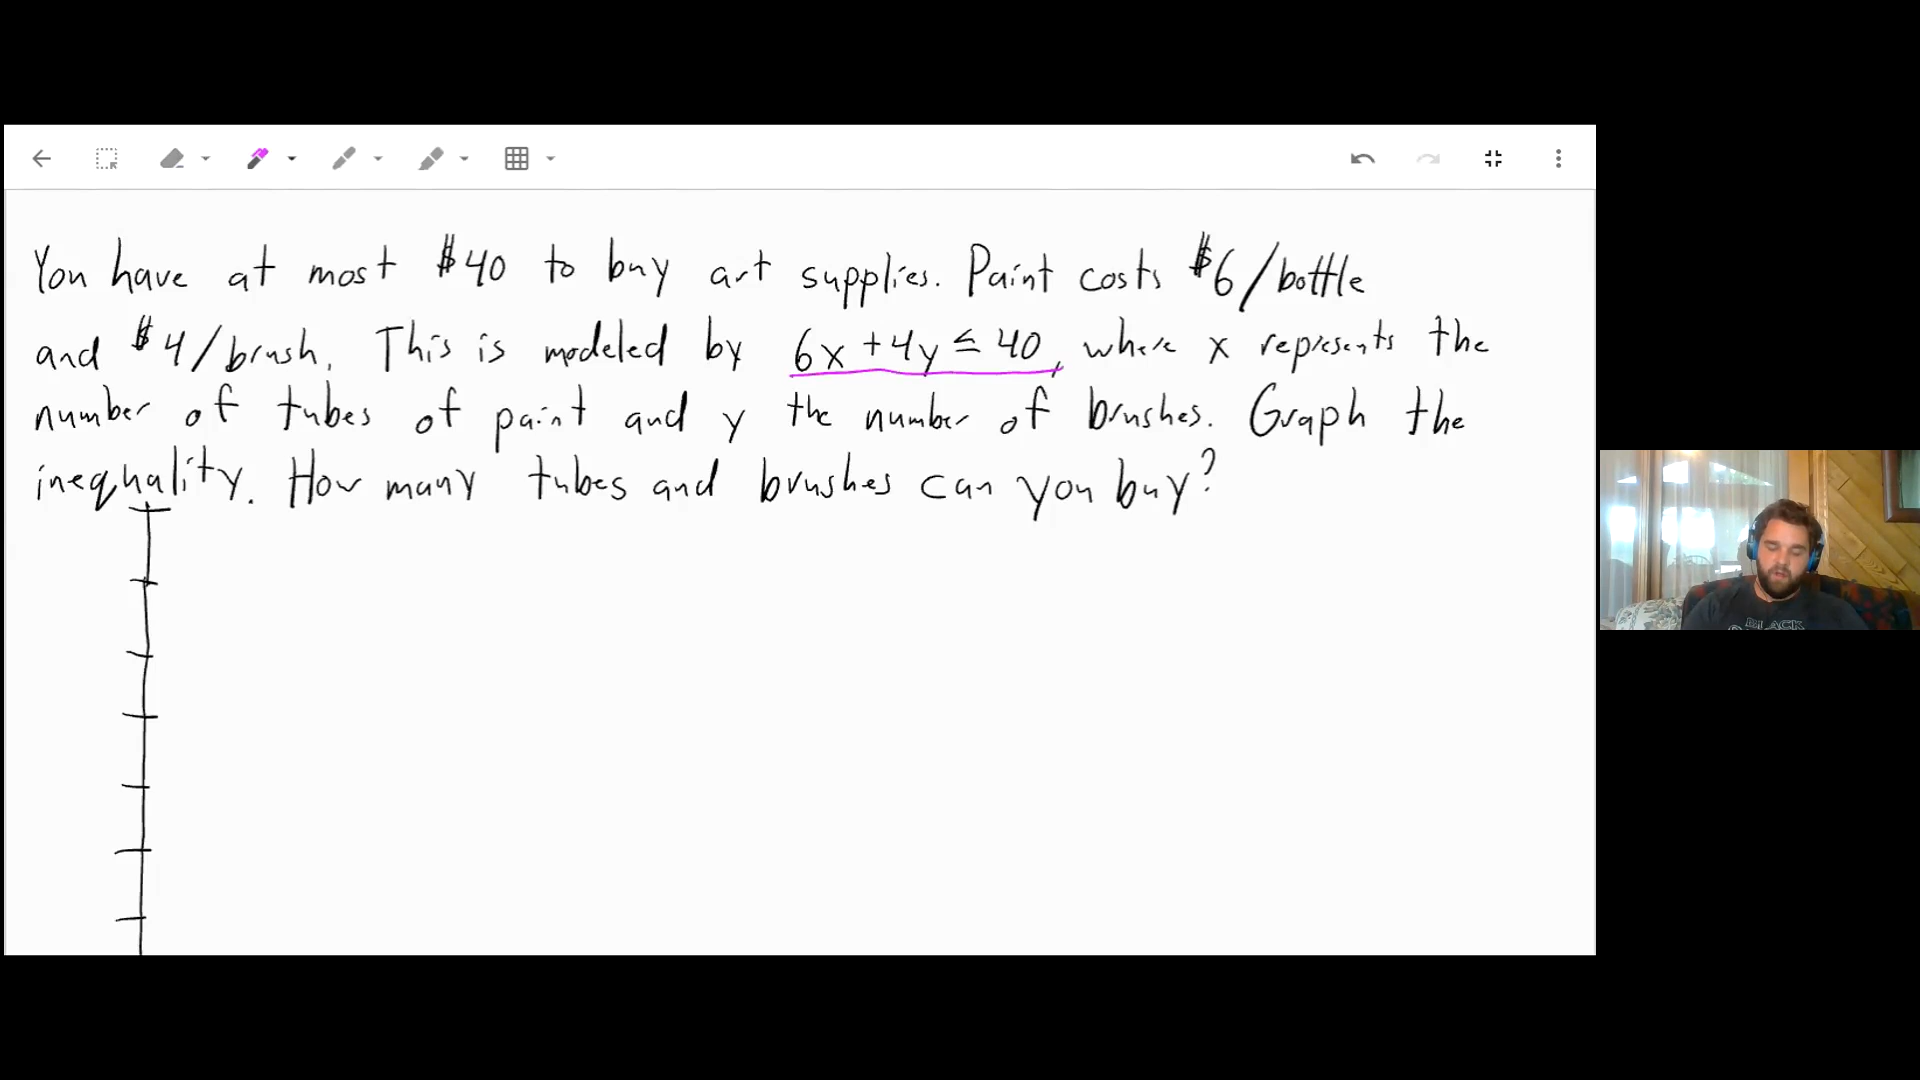 You have at most $40 to buy art supplies. Paint costs $6/bottle
and $4/brush. This is modeled by 6x + 4y ≤ 40, where x represents the
number of tubes of paint and y the number of brushes. Graph the
inequality. How many tubes and brushes can you buy?
BLACK